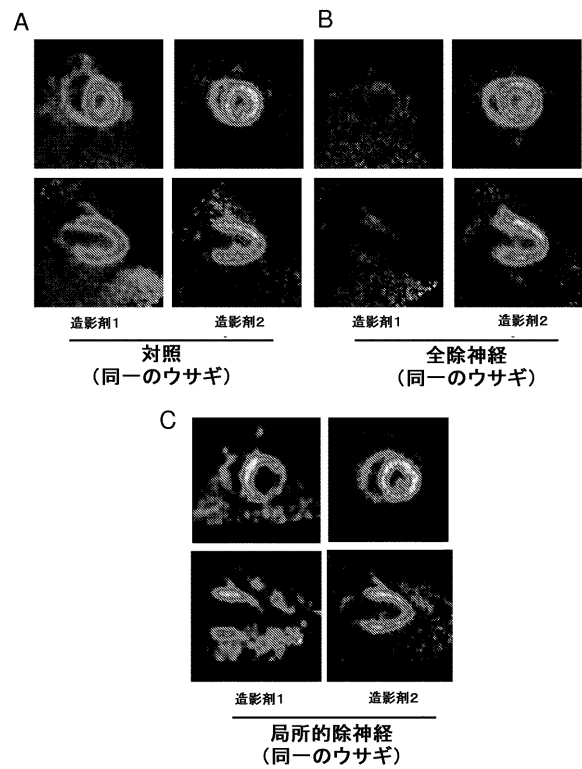 A
B
造影剤1
造影剤2
造影剤1
造影剤2
対照
(同一のウサギ)
全除神経
(同一のウサギ)
C
造影剤1
造影剤2
局所的除神経
(同一のウサギ)